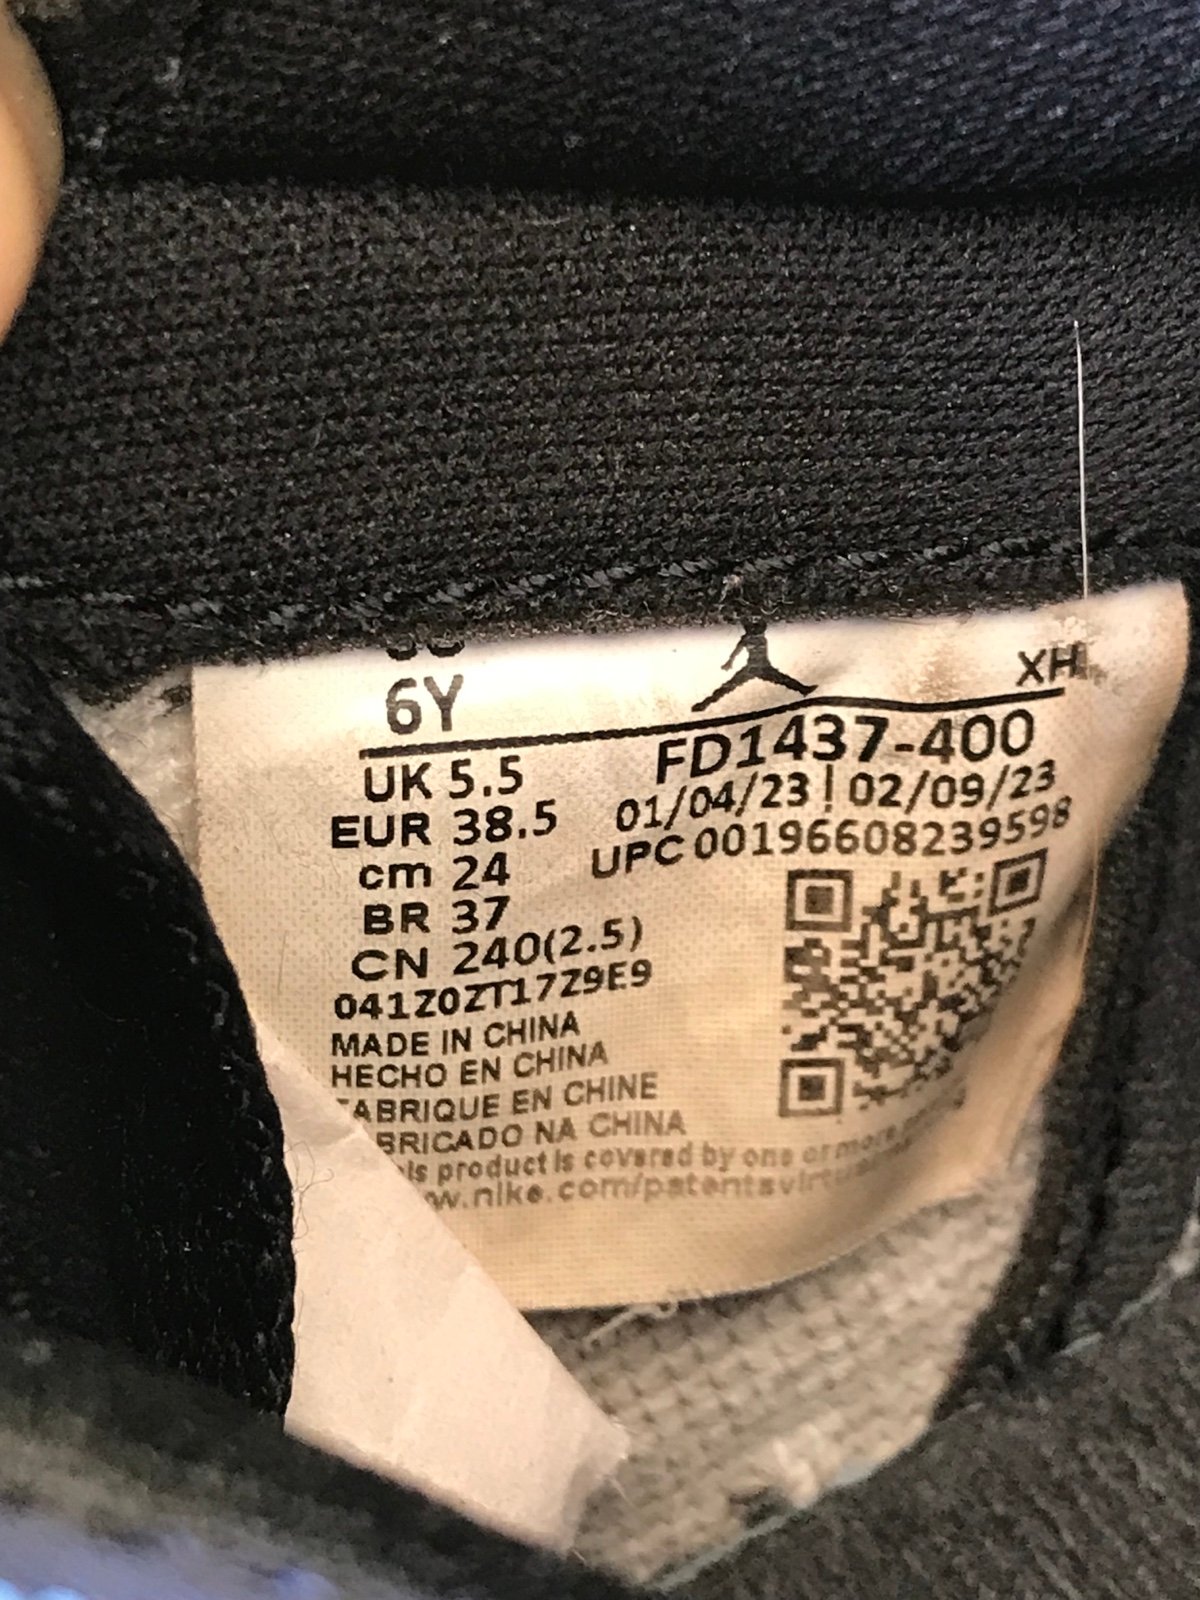 6Y
XH
UK 5.5
FD1437-400
EUR 38.5
01/04/23 | 02/09/23
cm 24
UPC 00196608239598
BR 37
CN 240(2.5)
041Z0ZT17Z9E9
MADE IN CHINA
HECHO EN CHINA
FABRIQUE EN CHINE
BRICADO NA CHINA
product is covered by one or more
w.nike.com/patents